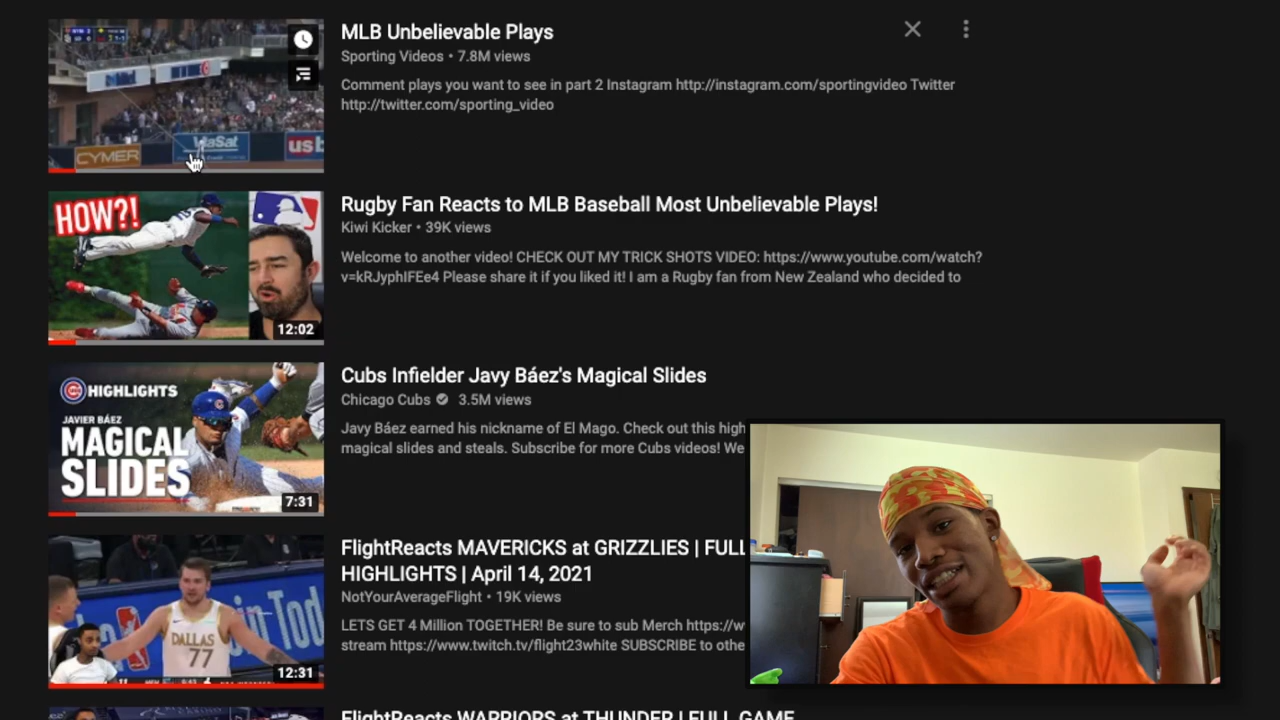 MLB Unbelievable Plays
Sporting Videos • 7.8M views
Comment plays you want to see in part 2 Instagram http://instagram.com/sportingvideo Twitter
http://twitter.com/sporting_video
CYMER
ViaSat
usb
HOW?!
12:02
Rugby Fan Reacts to MLB Baseball Most Unbelievable Plays!
Kiwi Kicker • 39K views
Welcome to another video! CHECK OUT MY TRICK SHOTS VIDEO: https://www.youtube.com/watch?
v=kRJyphIFEe4 Please share it if you liked it! I am a Rugby fan from New Zealand who decided to
HIGHLIGHTS
JAVIER BÁEZ
MAGICAL
SLIDES
7:31
Cubs Infielder Javy Báez's Magical Slides
Chicago Cubs 3.5M views
Javy Báez earned his nickname of El Mago. Check out this high
magical slides and steals. Subscribe for more Cubs videos! We
DALLAS
77
in Tod
12:31
FlightReacts MAVERICKS at GRIZZLIES | FULL
HIGHLIGHTS | April 14, 2021
NotYourAverageFlight • 19K views
LETS GET 4 Million TOGETHER! Be sure to sub Merch https://w
stream https://www.twitch.tv/flight23white SUBSCRIBE to othe
FlightReacts WARRIORS at THUNDER | FULL GAME